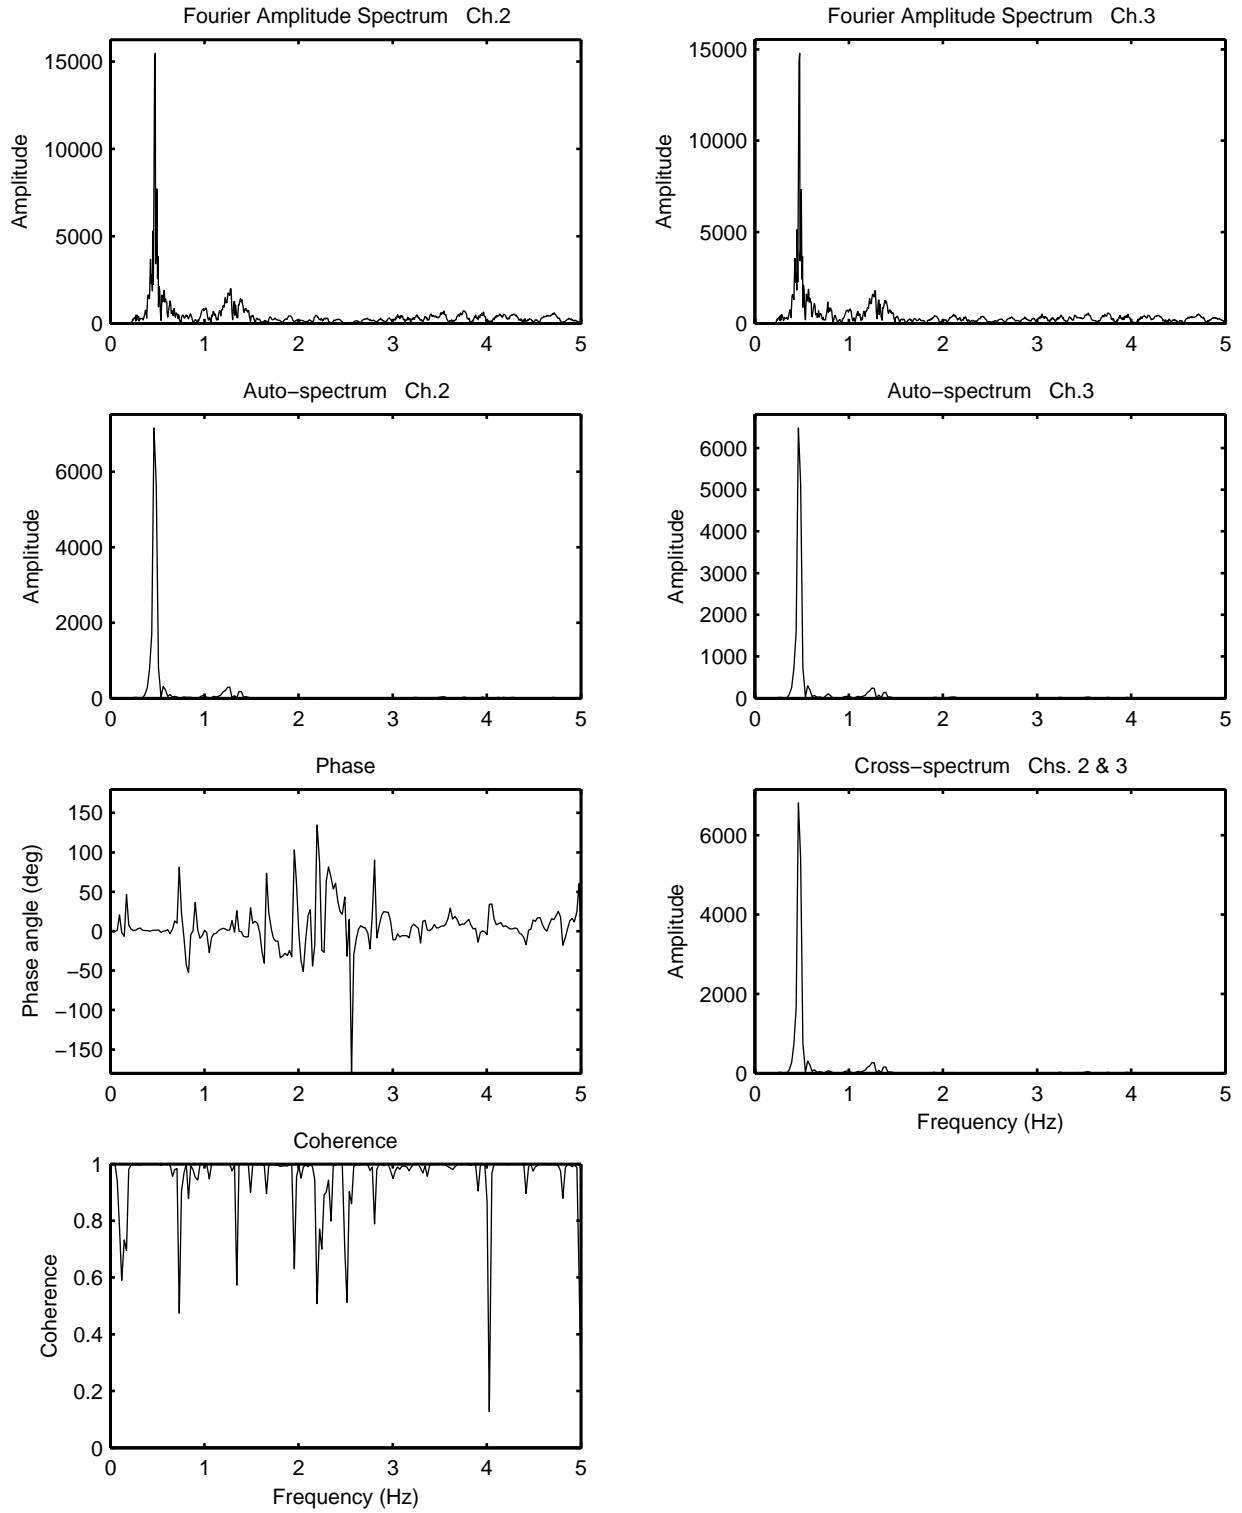 Fourier Amplitude Spectrum Ch.2
15000
10000
5000
0
Amplitude
0 1 2 3 4 5
Fourier Amplitude Spectrum Ch.3
15000
10000
5000
0
Amplitude
0 1 2 3 4 5
Auto−spectrum Ch.2
6000
4000
2000
0
Amplitude
0 1 2 3 4 5
Auto−spectrum Ch.3
6000
5000
4000
3000
2000
1000
0
Amplitude
0 1 2 3 4 5
Phase
150
100
50
0
−50
−100
−150
Phase angle (deg)
0 1 2 3 4 5
Cross−spectrum Chs. 2 & 3
6000
4000
2000
0
Amplitude
0 1 2 3 4 5
Frequency (Hz)
Coherence
1
0.8
0.6
0.4
0.2
0
Coherence
0 1 2 3 4 5
Frequency (Hz)